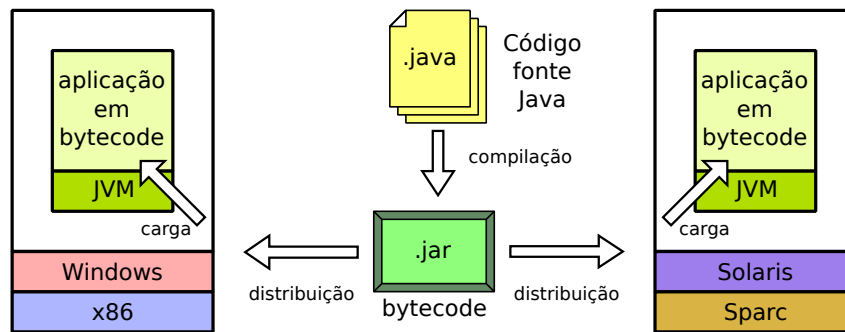 aplicação
em
bytecode
JVM
carga
Windows
x86
.java
Código
fonte
Java
compilação
.jar
bytecode
distribuição
distribuição
aplicação
em
bytecode
JVM
carga
Solaris
Sparc